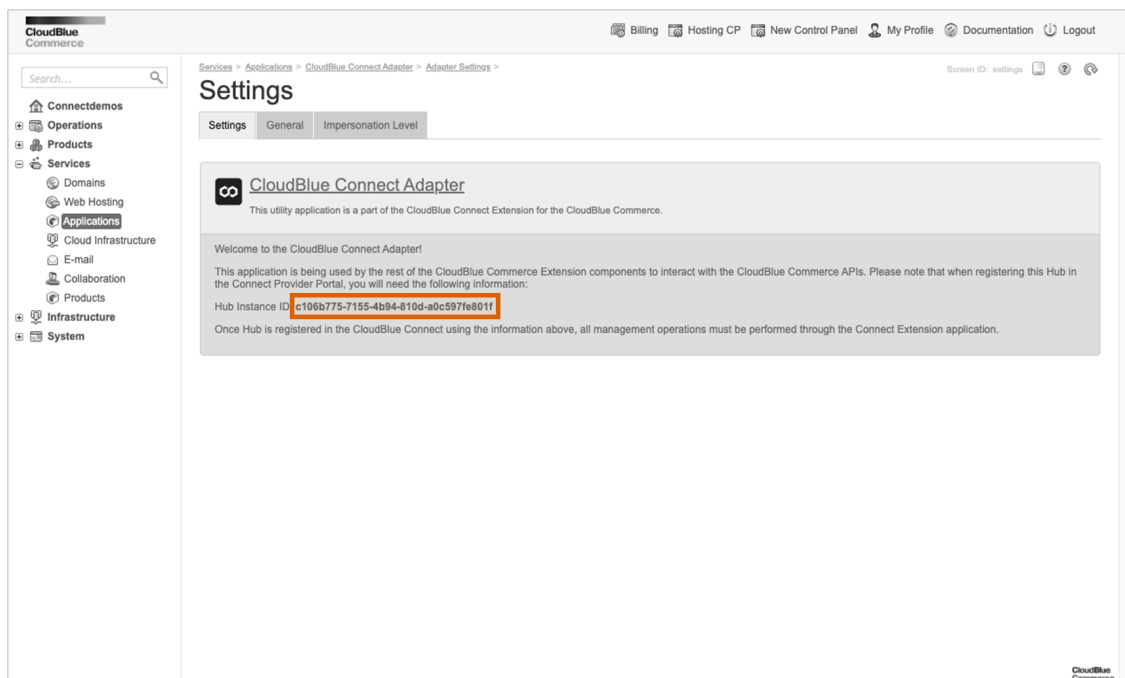 CloudBlue
Commerce
Billing Hosting CP New Control Panel My Profile Documentation Logout
Search...
Connectdemos
Operations
Products
Services
Domains
Web Hosting
Applications
Cloud Infrastructure
E-mail
Collaboration
Products
Infrastructure
System
Services > Applications > CloudBlue Connect Adapter > Adapter Settings >
Screen ID: settings
Settings
Settings General Impersonation Level
CloudBlue Connect Adapter
This utility application is a part of the CloudBlue Connect Extension for the CloudBlue Commerce.
Welcome to the CloudBlue Connect Adapter!
This application is being used by the rest of the CloudBlue Commerce Extension components to interact with the CloudBlue Commerce APIs. Please note that when registering this Hub in
the Connect Provider Portal, you will need the following information:
Hub Instance ID: c106b775-7155-4b94-810d-a0c597fe801f
Once Hub is registered in the CloudBlue Connect using the information above, all management operations must be performed through the Connect Extension application.
CloudBlue
Commerce